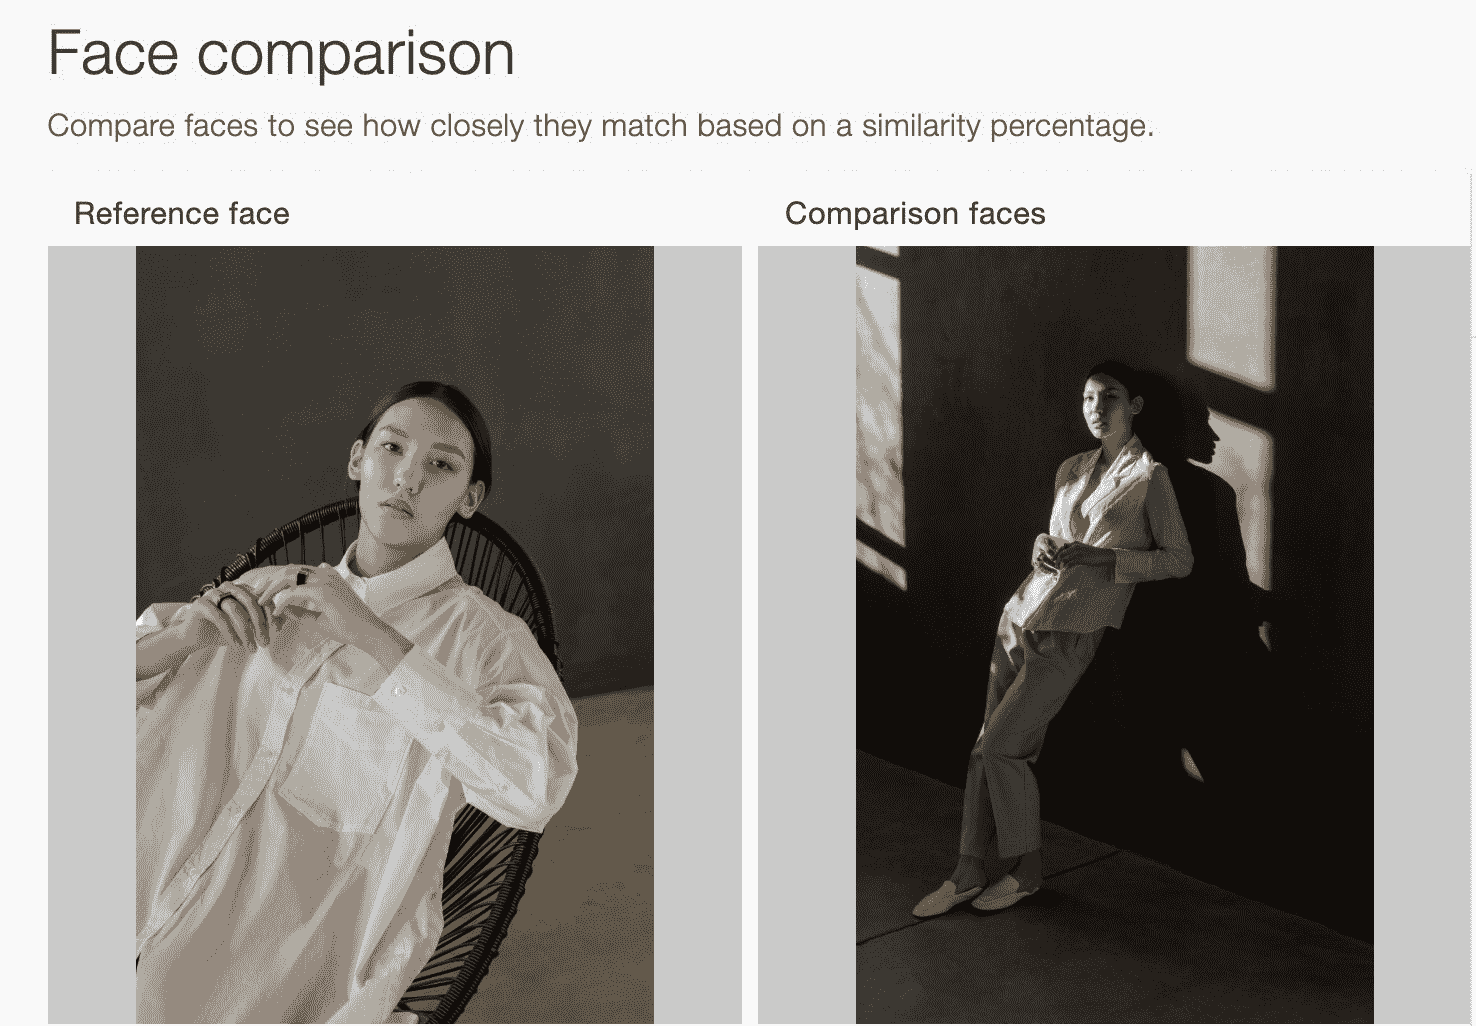 Face comparison
Compare faces to see how closely they match based on a similarity percentage.
Reference face
Comparison faces